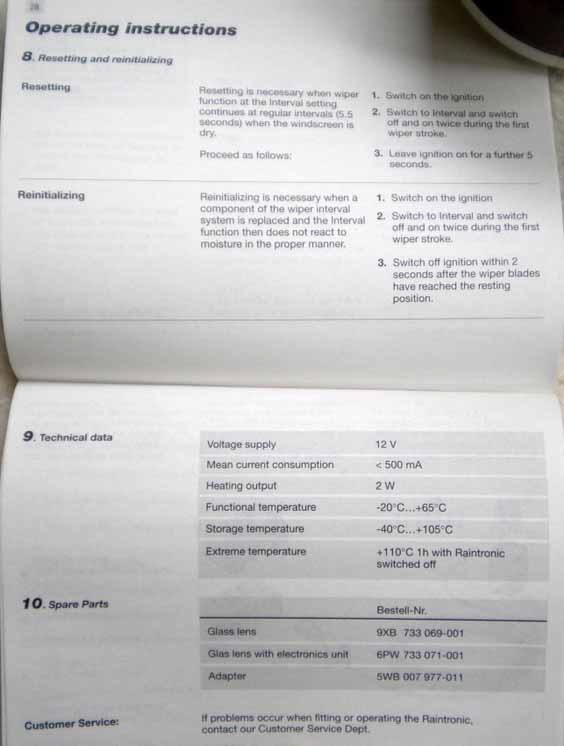 28
Operating instructions
8. Resetting and reinitializing
Resetting
Resetting is necessary when wiper
function at the Interval setting
continues at regular intervals (5.5
seconds) when the windscreen is
dry.
Proceed as follows:
1. Switch on the ignition
2. Switch to Interval and switch
off and on twice during the first
wiper stroke.
3. Leave ignition on for a further 5
seconds.
Reinitializing
Reinitializing is necessary when a
component of the wiper interval
system is replaced and the Interval
function then does not react to
moisture in the proper manner.
1. Switch on the ignition
2. Switch to Interval and switch
off and on twice during the first
wiper stroke.
3. Switch off ignition within 2
seconds after the wiper blades
have reached the resting
position.
9. Technical data
Voltage supply 12 V
Mean current consumption < 500 mA
Heating output 2 W
Functional temperature -20°C...+65°C
Storage temperature -40°C...+105°C
Extreme temperature +110°C 1h with Raintronic
switched off
10. Spare Parts
Bestell-Nr.
Glass lens 9XB 733 069-001
Glas lens with electronics unit 6PW 733 071-001
Adapter 5WB 007 977-011
Customer Service:
If problems occur when fitting or operating the Raintronic,
contact our Customer Service Dept.